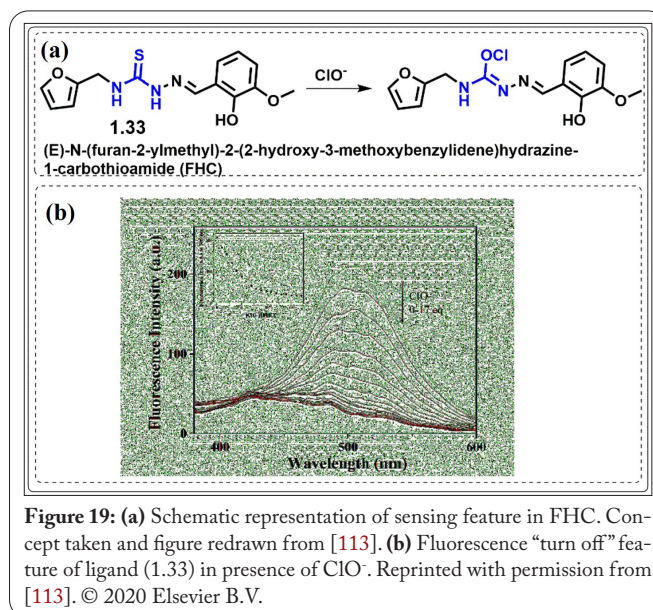 (a)
S
O
N
H
N
H
N
HO
O
1.33
ClO⁻
OCl
O
N
H
N
N
HO
O
(E)-N-(furan-2-ylmethyl)-2-(2-hydroxy-3-methoxybenzylidene)hydrazine-
1-carbothioamide (FHC)
(b)
Fluorescence Intensity (a.u.)
200
100
0
ClO⁻
0-17 eq
400
500
600
Wavelength (nm)
Figure 19: (a) Schematic representation of sensing feature in FHC. Con-
cept taken and figure redrawn from [113]. (b) Fluorescence “turn off” fea-
ture of ligand (1.33) in presence of ClO⁻. Reprinted with permission from
[113]. © 2020 Elsevier B.V.